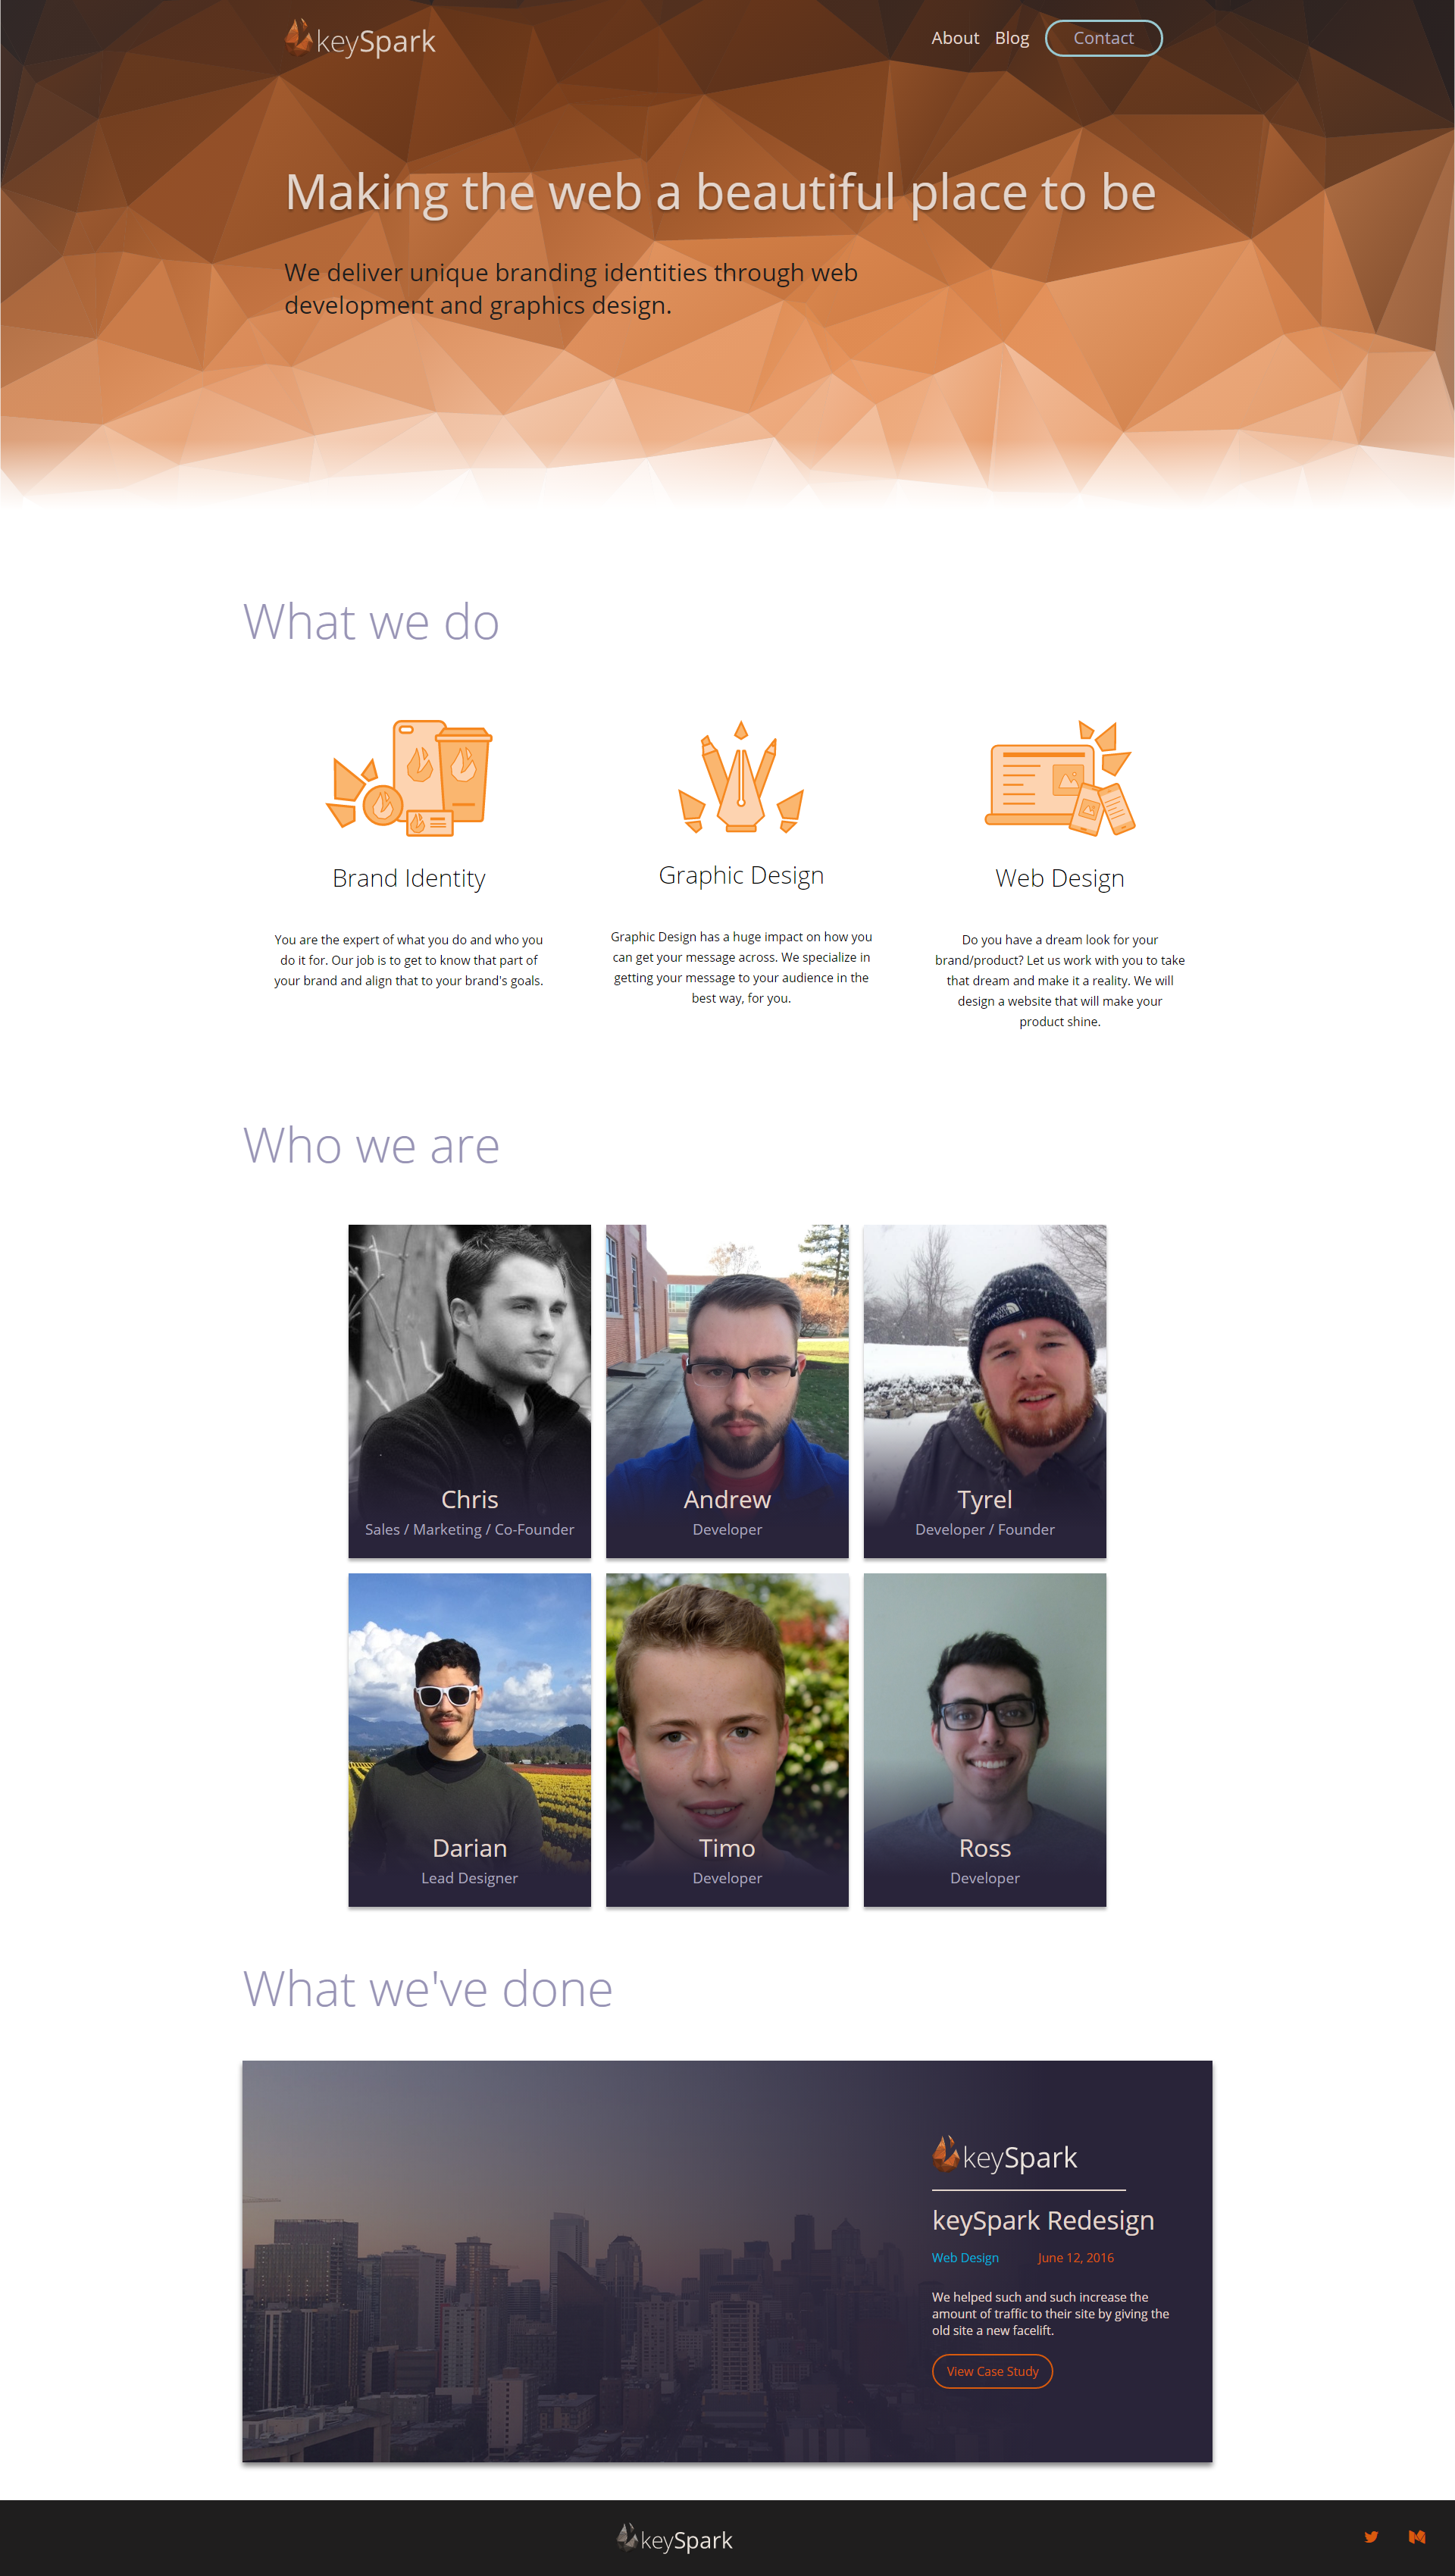 keySpark
About Blog Contact
Making the web a beautiful place to be
We deliver unique branding identities through web
development and graphics design.
What we do
Brand Identity
You are the expert of what you do and who you
do it for. Our job is to get to know that part of
your brand and align that to your brand's goals.
Graphic Design
Graphic Design has a huge impact on how you
can get your message across. We specialize in
getting your message to your audience in the
best way, for you.
Web Design
Do you have a dream look for your
brand/product? Let us work with you to take
that dream and make it a reality. We will
design a website that will make your
product shine.
Who we are
Chris
Sales / Marketing / Co-Founder
Andrew
Developer
Tyrel
Developer / Founder
Darian
Lead Designer
Timo
Developer
Ross
Developer
What we've done
keySpark
keySpark Redesign
Web Design June 12, 2016
We helped such and such increase the
amount of traffic to their site by giving the
old site a new facelift.
View Case Study
keySpark